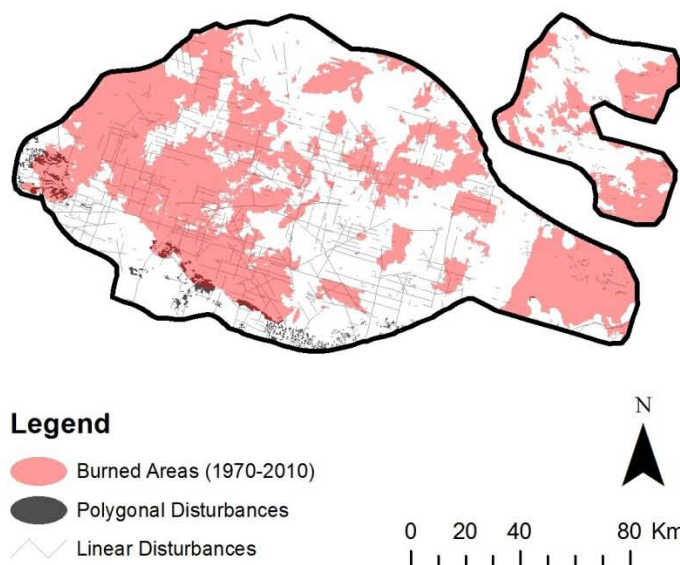 N
Legend
Burned Areas (1970-2010)
Polygonal Disturbances
Linear Disturbances
0 20 40 80 Km